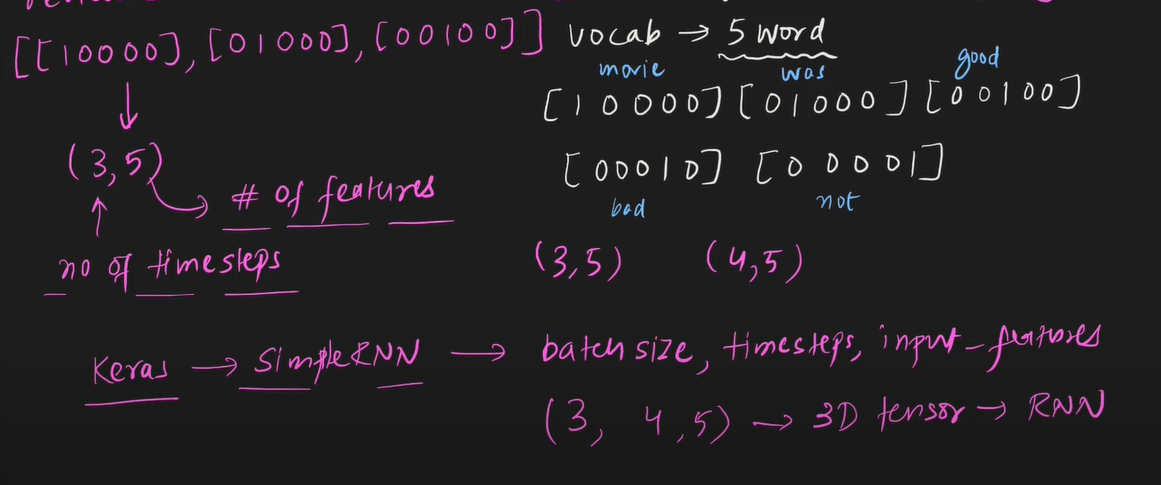 [[10000], [01000], [00100]]
vocab → 5 word
movie was good
[10000] [01000] [00100]
(3,5)
[00010] [00001]
bad not
# of features
no of timesteps
(3,5) (4,5)
Keras → SimpleRNN → batch size, timesteps, input_features
(3, 4,5) → 3D tensor → RNN